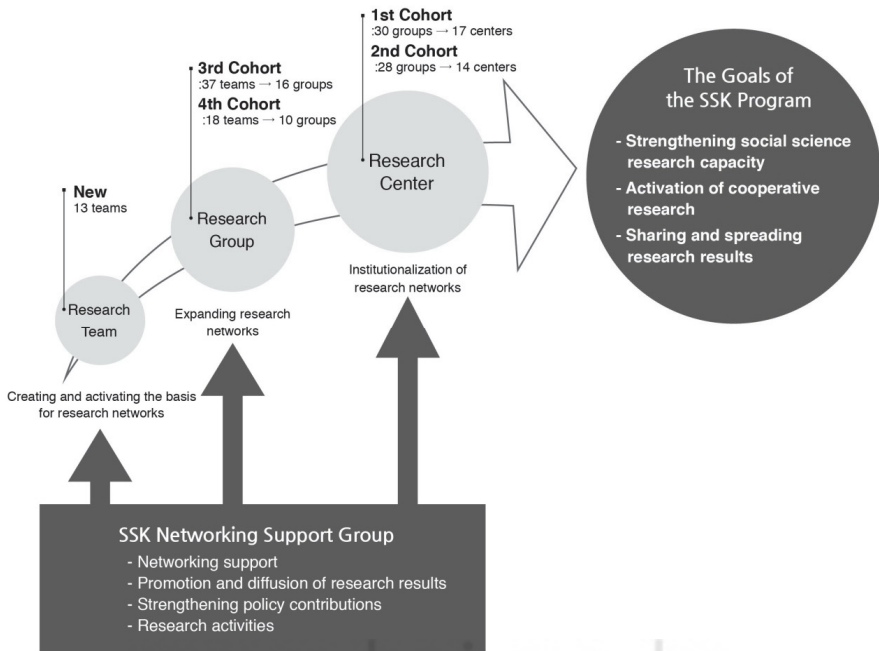 1st Cohort
:30 groups → 17 centers
2nd Cohort
:28 groups → 14 centers
3rd Cohort
:37 teams → 16 groups
4th Cohort
:18 teams → 10 groups
New
13 teams
Research
Team
Research
Group
Research
Center
Creating and activating the basis
for research networks
Expanding research
networks
Institutionalization of
research networks
The Goals of
the SSK Program
- Strengthening social science
research capacity
- Activation of cooperative
research
- Sharing and spreading
research results
SSK Networking Support Group
- Networking support
- Promotion and diffusion of research results
- Strengthening policy contributions
- Research activities